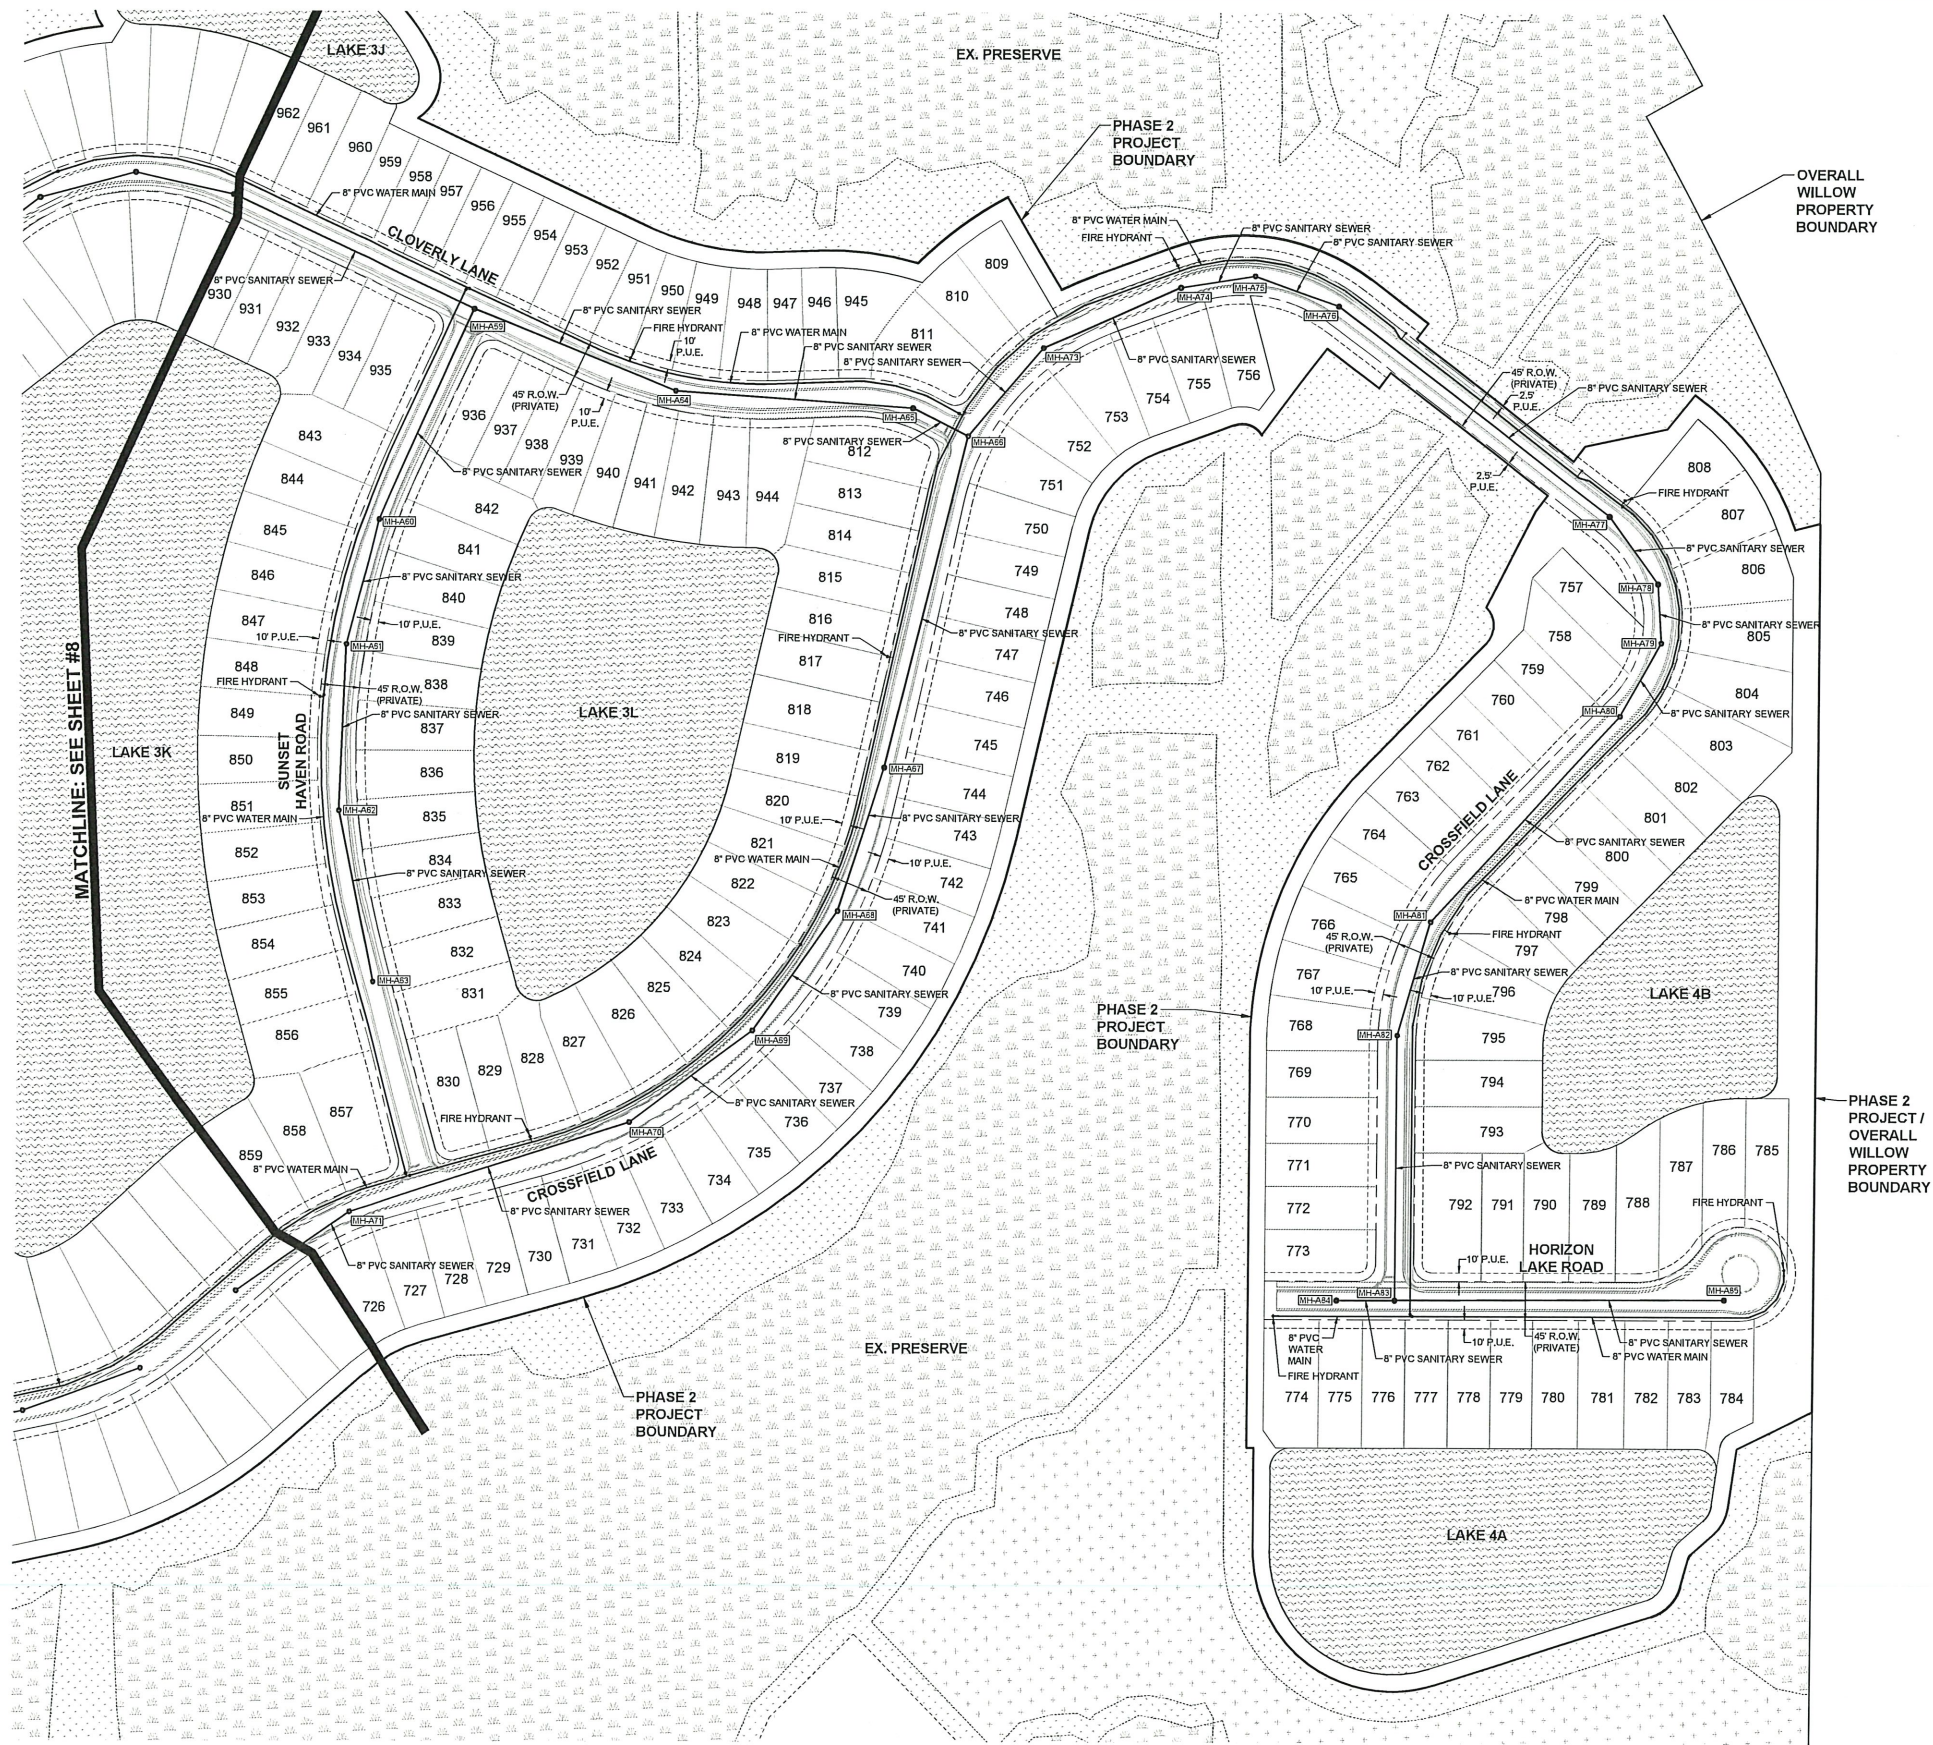 LAKE 3J
EX. PRESERVE
PHASE 2
PROJECT
BOUNDARY
OVERALL
WILLOW
PROPERTY
BOUNDARY
962
961
960
959
958
957
956
955
954
953
952
951
950
949
948
947
946
945
8" PVC WATER MAIN
CLOVERLY LANE
8" PVC SANITARY SEWER
930
931
932
933
934
935
MH-A59
8" PVC SANITARY SEWER
FIRE HYDRANT
10'
P.U.E.
8" PVC WATER MAIN
8" PVC SANITARY SEWER
8" PVC SANITARY SEWER
45' R.O.W.
(PRIVATE)
10'
P.U.E.
MH-A64
MH-A65
8" PVC SANITARY SEWER
MH-A66
809
810
811
8" PVC WATER MAIN
FIRE HYDRANT
8" PVC SANITARY SEWER
8" PVC SANITARY SEWER
MH-A73
MH-A74
MH-A75
MH-A76
8" PVC SANITARY SEWER
756
755
754
753
752
751
750
749
748
747
746
745
744
743
742
741
740
739
738
737
736
735
734
733
732
731
730
729
728
727
726
45' R.O.W.
(PRIVATE)
8" PVC SANITARY SEWER
2.5'
P.U.E.
2.5'
P.U.E.
936
937
938
939
940
941
942
943
944
8" PVC SANITARY SEWER
MH-A60
843
844
845
846
847
848
849
850
851
852
853
854
855
856
857
858
859
842
841
840
839
838
837
836
835
834
833
832
831
830
829
828
827
826
825
824
823
822
821
820
819
818
817
816
815
814
813
812
8" PVC SANITARY SEWER
10' P.U.E.
10' P.U.E.
MH-A61
FIRE HYDRANT
45' R.O.W.
(PRIVATE)
8" PVC SANITARY SEWER
SUNSET
HAVEN ROAD
8" PVC WATER MAIN
MH-A62
8" PVC SANITARY SEWER
MH-A63
MATCHLINE: SEE SHEET #8
LAKE 3K
LAKE 3L
FIRE HYDRANT
8" PVC SANITARY SEWER
MH-A67
10' P.U.E.
8" PVC SANITARY SEWER
8" PVC WATER MAIN
10' P.U.E.
45' R.O.W.
(PRIVATE)
MH-A68
8" PVC SANITARY SEWER
MH-A69
8" PVC SANITARY SEWER
FIRE HYDRANT
MH-A70
CROSSFIELD LANE
8" PVC SANITARY SEWER
8" PVC WATER MAIN
MH-A71
8" PVC SANITARY SEWER
PHASE 2
PROJECT
BOUNDARY
EX. PRESERVE
PHASE 2
PROJECT
BOUNDARY
808
807
806
805
804
803
802
801
800
799
798
797
796
795
794
793
792
791
790
789
788
787
786
785
FIRE HYDRANT
MH-A77
8" PVC SANITARY SEWER
MH-A78
8" PVC SANITARY SEWER
MH-A79
MH-A80
8" PVC SANITARY SEWER
757
758
759
760
761
762
763
764
765
766
767
768
769
770
771
772
773
CROSSFIELD LANE
8" PVC SANITARY SEWER
8" PVC WATER MAIN
MH-A81
FIRE HYDRANT
45' R.O.W.
(PRIVATE)
8" PVC SANITARY SEWER
10' P.U.E.
10' P.U.E.
MH-A82
LAKE 4B
8" PVC SANITARY SEWER
FIRE HYDRANT
HORIZON
LAKE ROAD
10' P.U.E.
MH-A83
MH-A84
MH-A85
8" PVC
WATER
MAIN
FIRE HYDRANT
8" PVC SANITARY SEWER
10' P.U.E.
45' R.O.W.
(PRIVATE)
8" PVC SANITARY SEWER
8" PVC WATER MAIN
774
775
776
777
778
779
780
781
782
783
784
LAKE 4A
PHASE 2
PROJECT /
OVERALL
WILLOW
PROPERTY
BOUNDARY